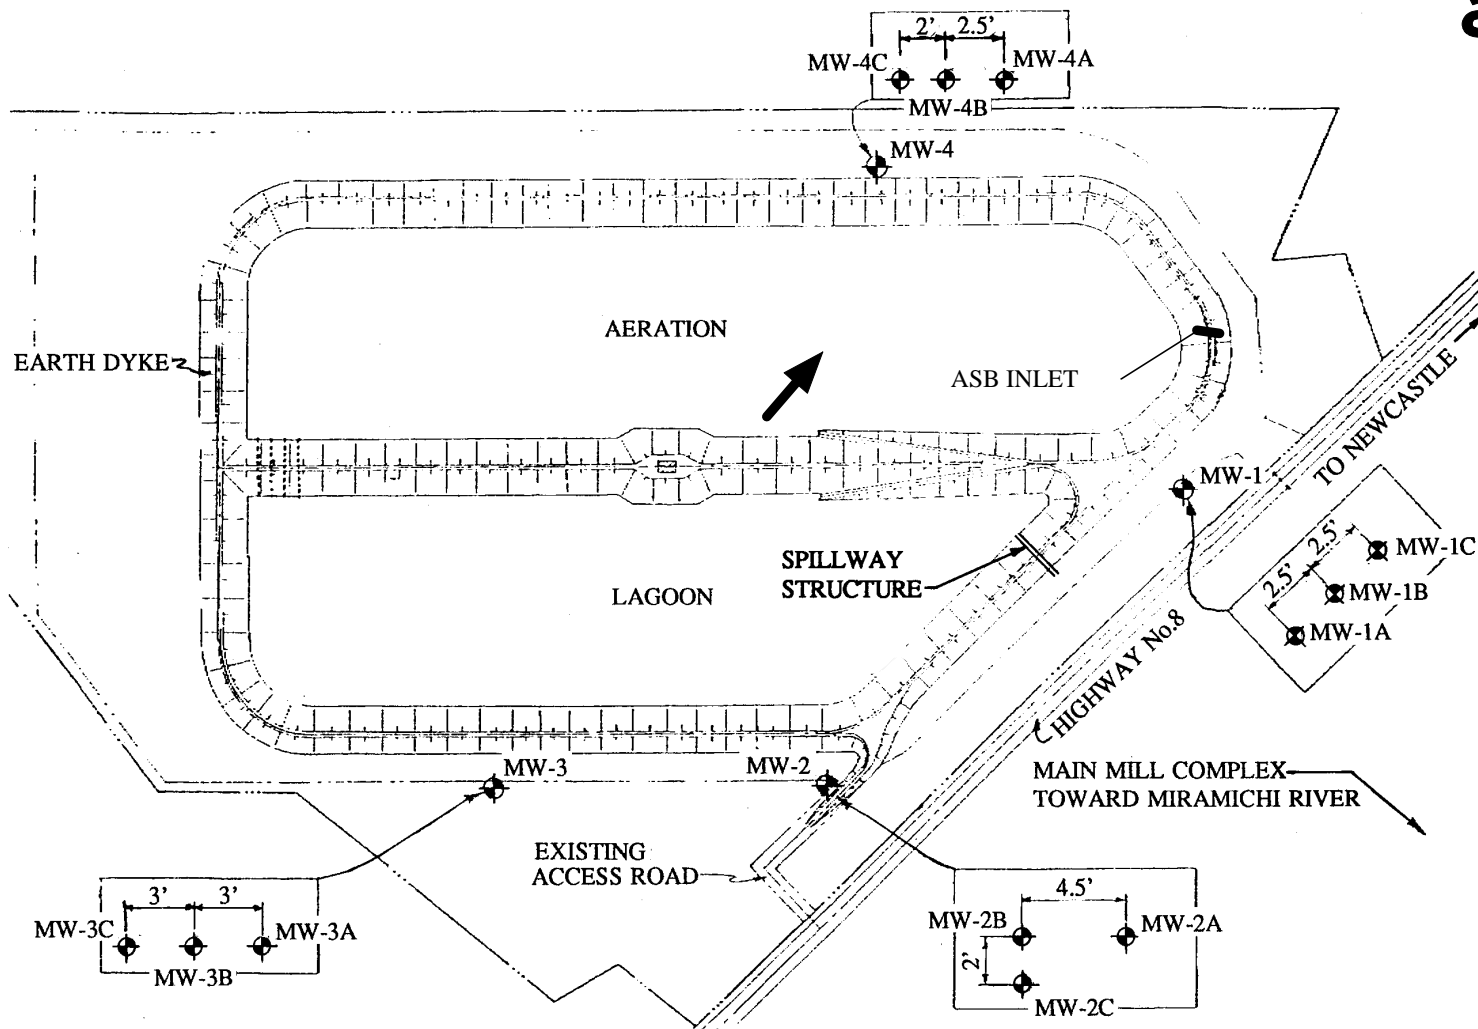 2' 2.5'
MW-4C MW-4A
MW-4B
MW-4
AERATION
EARTH DYKE
ASB INLET
TO NEWCASTLE
MW-1
2.5'
MW-1C
2.5'
MW-1B
MW-1A
SPILLWAY
STRUCTURE
LAGOON
HIGHWAY No.8
MW-3
MW-2
MAIN MILL COMPLEX
TOWARD MIRAMICHI RIVER
EXISTING
ACCESS ROAD
3' 3'
MW-3C MW-3A
MW-3B
4.5'
MW-2B MW-2A
2'
MW-2C